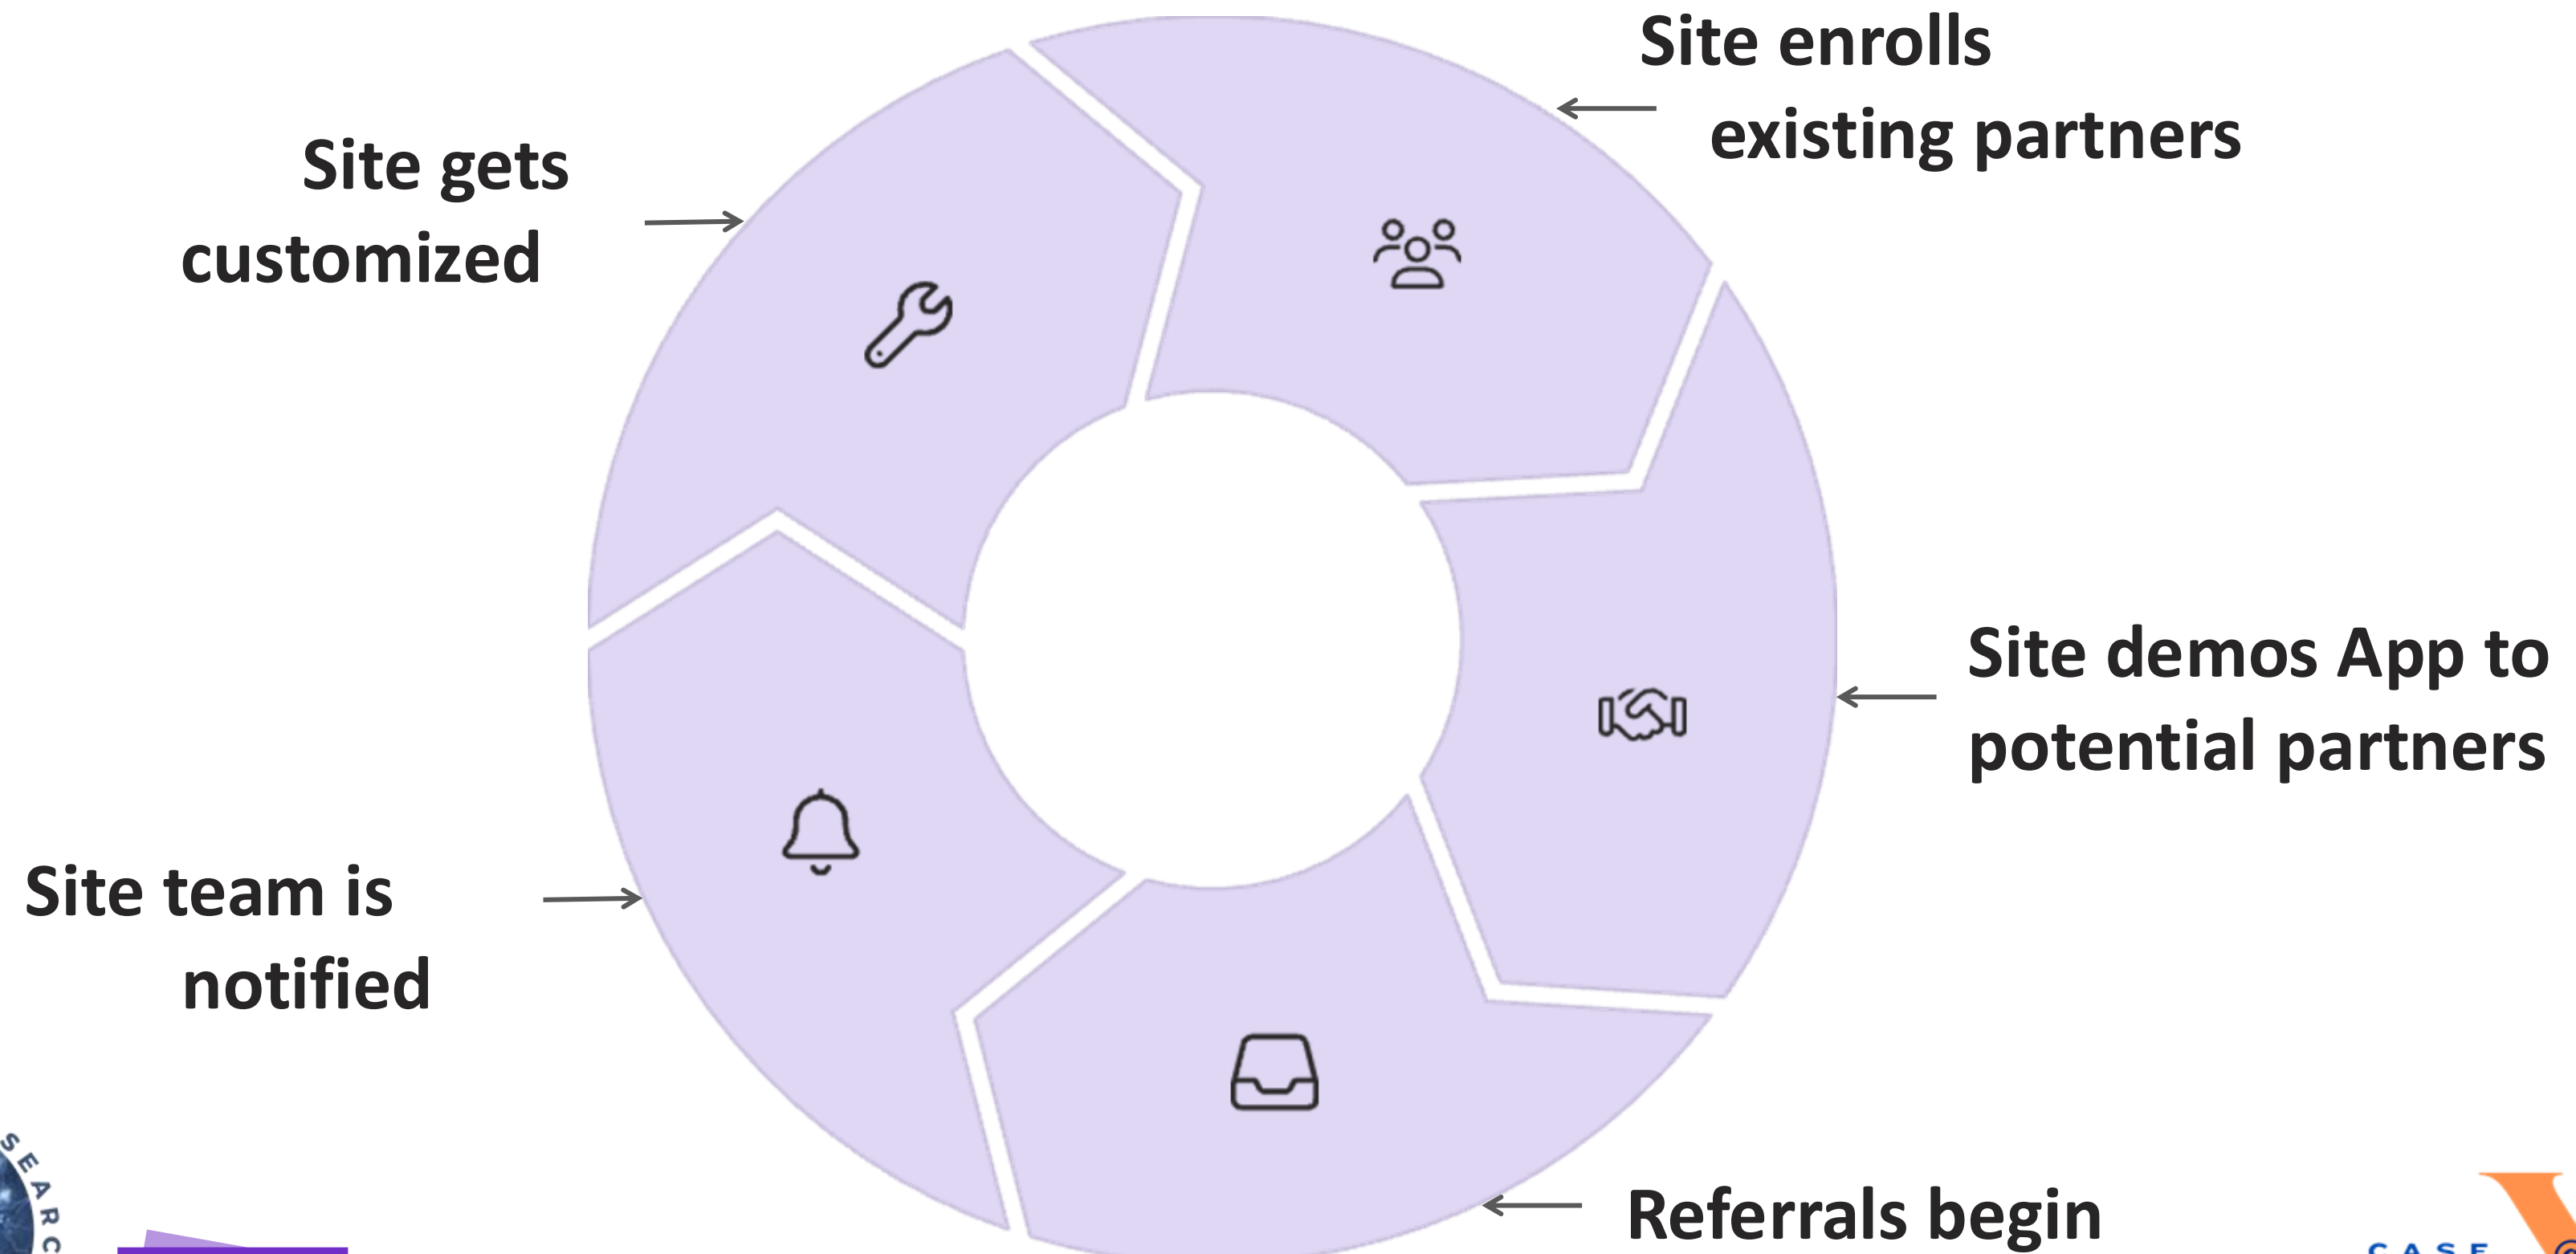 Site enrolls
existing partners
Site gets
customized
Site demos App to
potential partners
Site team is
notified
Referrals begin
CASE